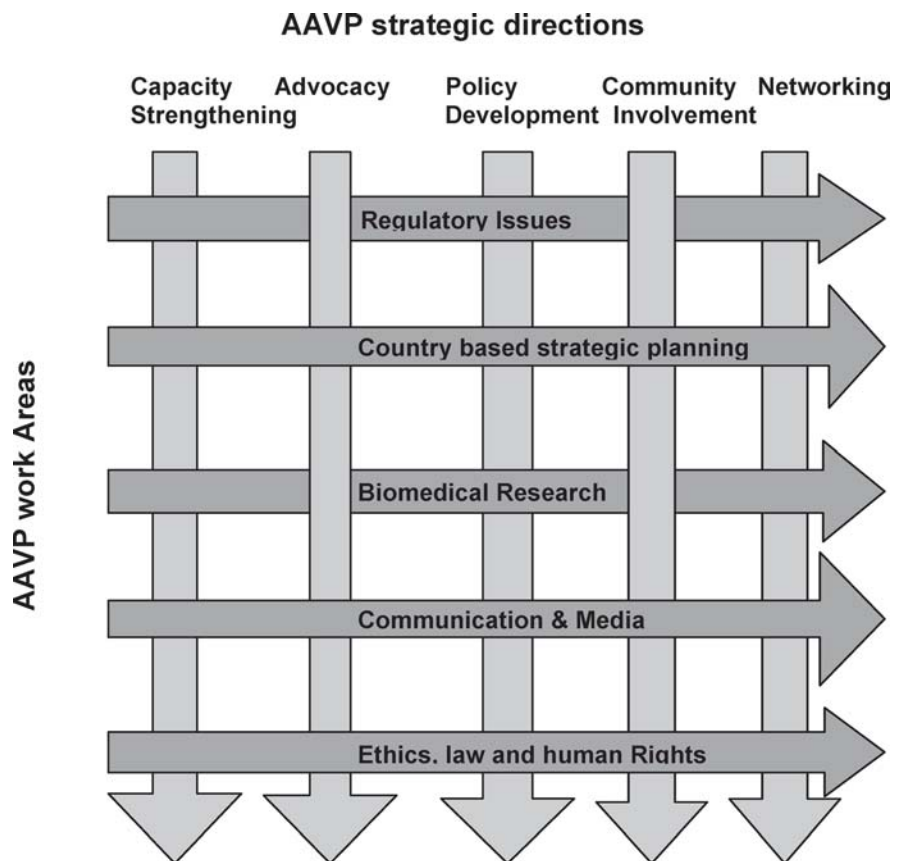 AAVP strategic directions
Capacity
Strengthening
Advocacy
Policy
Development
Community
Involvement
Networking
AAVP work Areas
Regulatory Issues
Country based strategic planning
Biomedical Research
Communication & Media
Ethics, law and human Rights